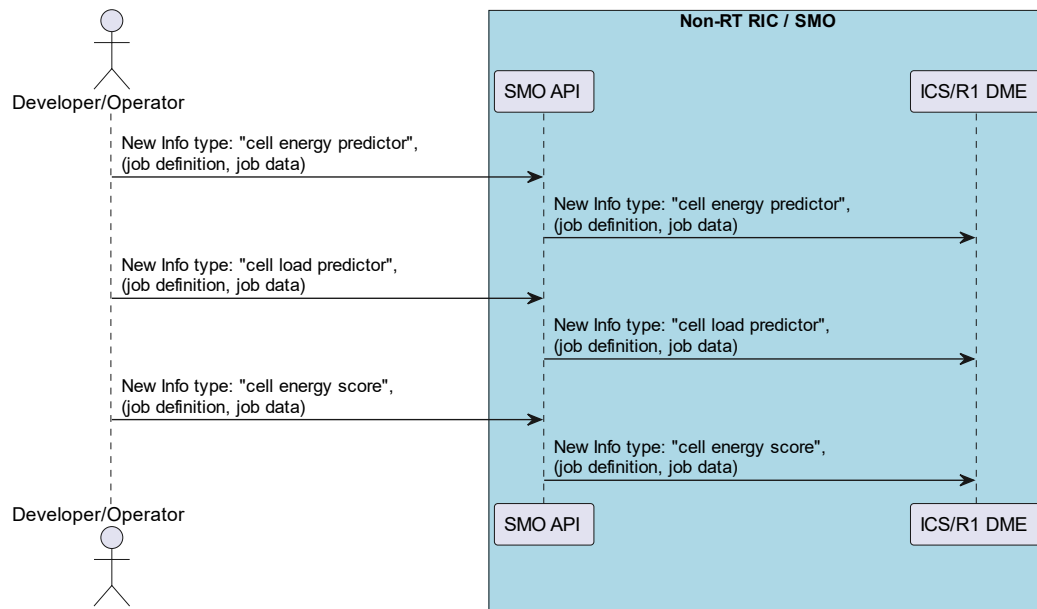 Non-RT RIC / SMO
Developer/Operator
SMO API
ICS/R1 DME
New Info type: "cell energy predictor",
(job definition, job data)
New Info type: "cell energy predictor",
(job definition, job data)
New Info type: "cell load predictor",
(job definition, job data)
New Info type: "cell load predictor",
(job definition, job data)
New Info type: "cell energy score",
(job definition, job data)
New Info type: "cell energy score",
(job definition, job data)
Developer/Operator
SMO API
ICS/R1 DME